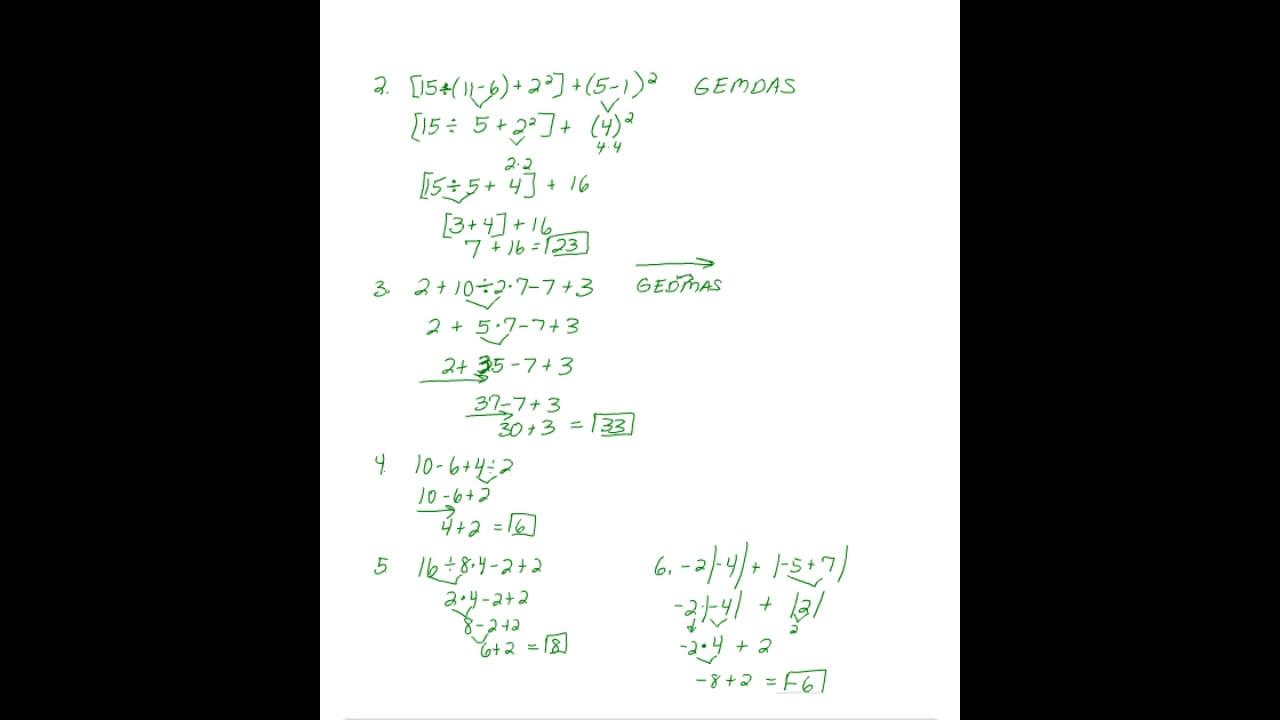 2. [15÷(11-6)+2²]+(5-1)² GEMDAS
[15÷ 5+2²]+ (4)²
4·4
2·2
[15÷5+ 4] + 16
[3+4]+16
7 +16 = 23
3. 2+10÷2·7-7+3 GEDMAS
2 + 5·7-7+3
2+ 35-7+3
37-7+3
30+3 = 33
4. 10-6+4÷2
10-6+2
4+2 = 6
5 16÷8·4-2+2
2·4-2+2
8-2+2
6+2 = 8
6. -2|-4|+ |-5+7|
-2·|-4| + |2|
2
-2·4 + 2
-8+2 = -6